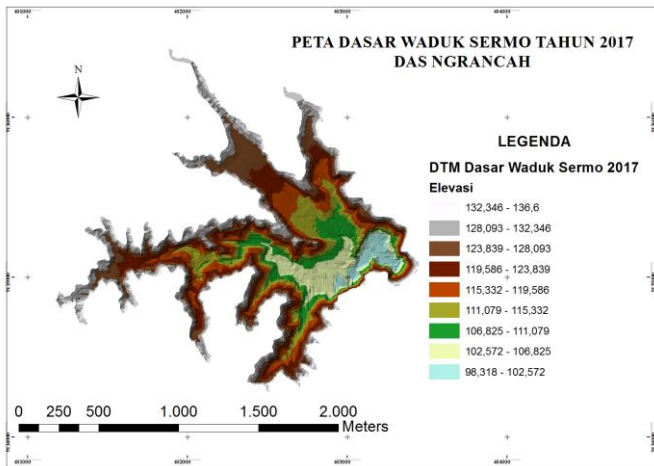 PETA DASAR WADUK SERMO TAHUN 2017
DAS NGRANCAH
N
LEGENDA
DTM Dasar Waduk Sermo 2017
Elevasi
132,346 - 136,6
128,093 - 132,346
123,839 - 128,093
119,586 - 123,839
115,332 - 119,586
111,079 - 115,332
106,825 - 111,079
102,572 - 106,825
98,318 - 102,572
0 250 500 1.000 1.500 2.000
Meters